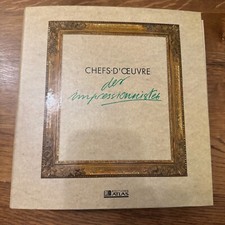 CHEFS-D'ŒUVRE
des
impressionnistes
ATLAS